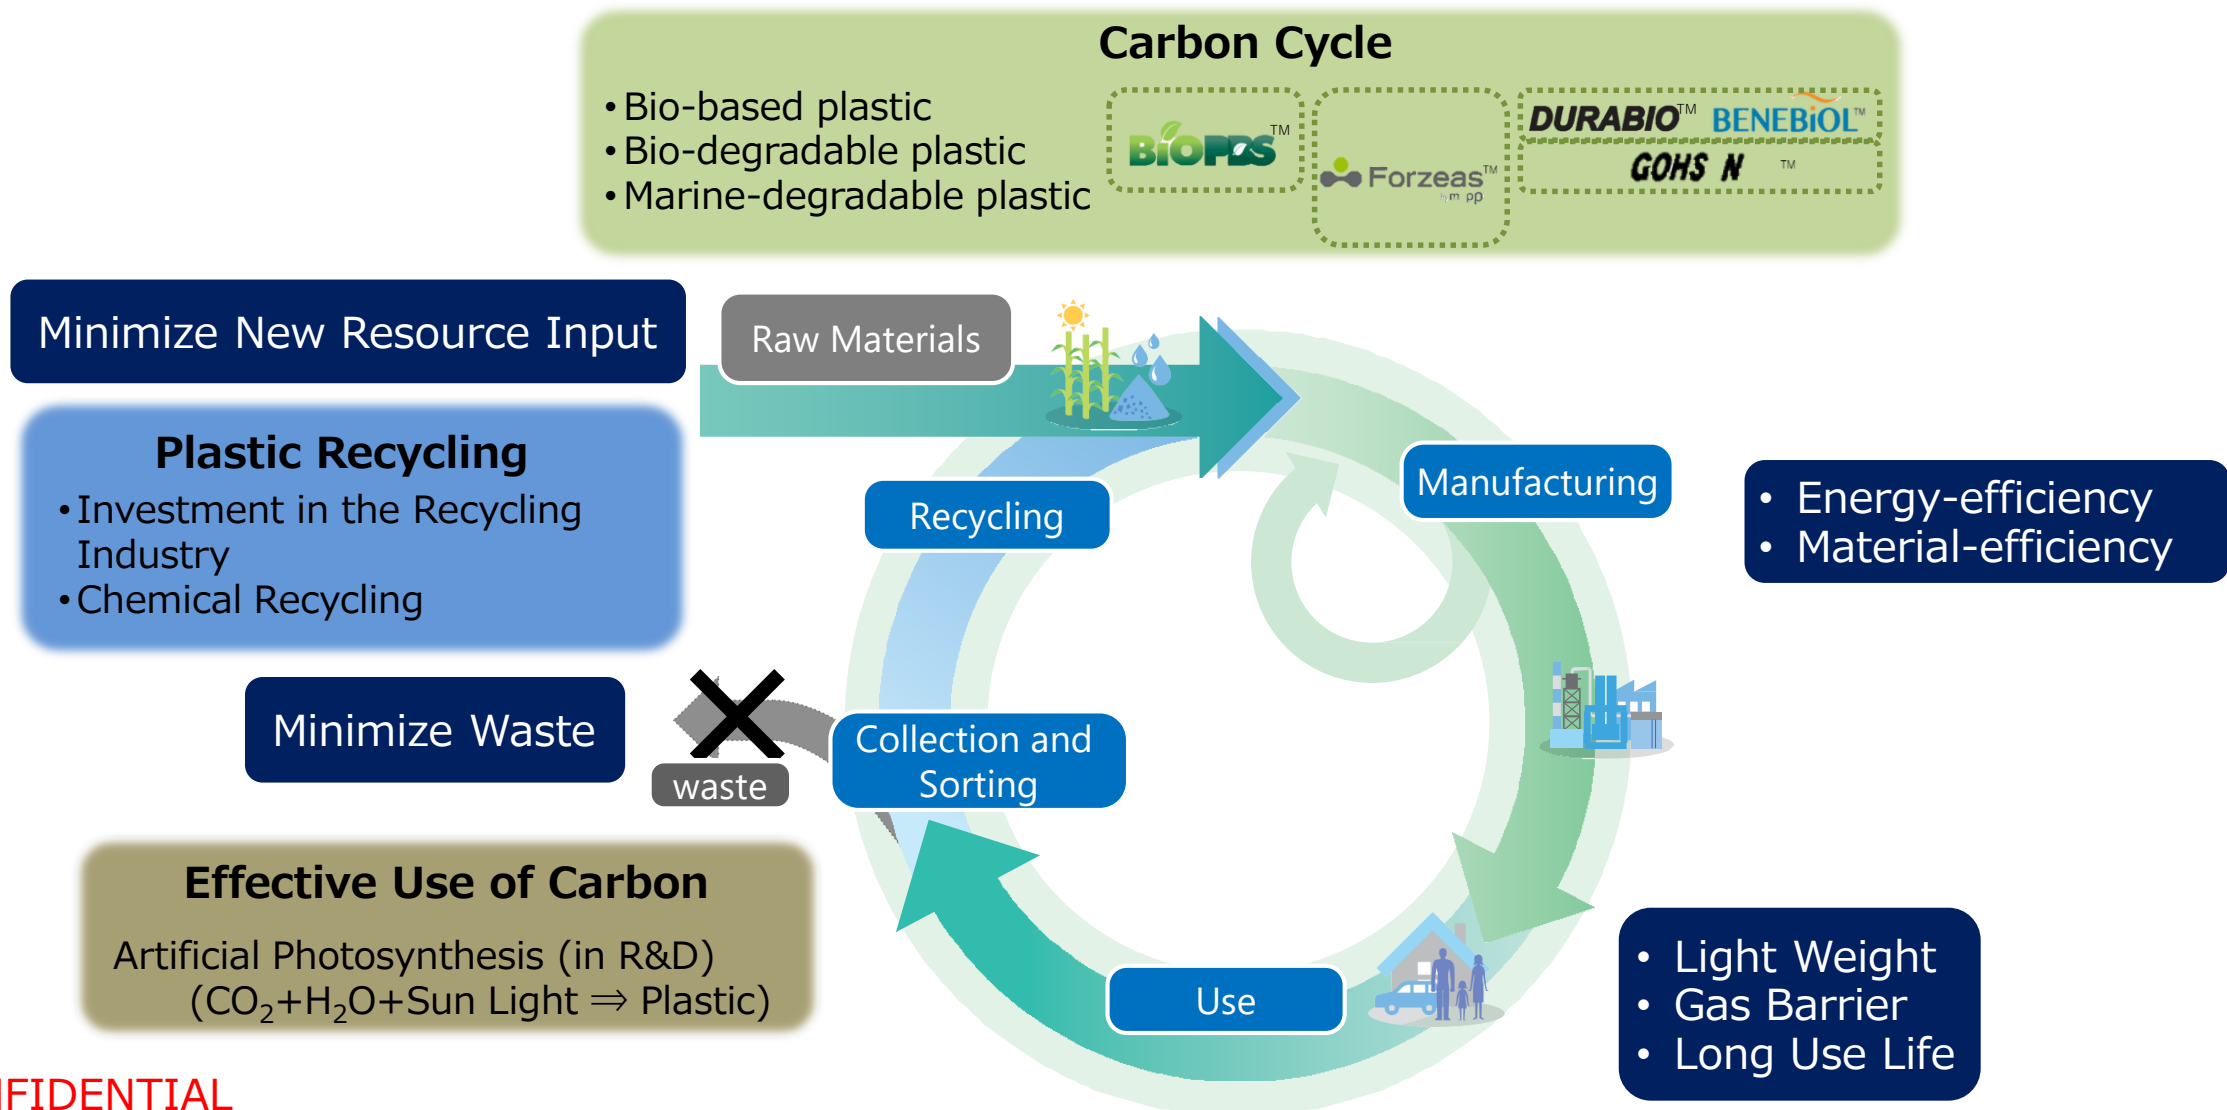 Carbon Cycle
•Bio-based plastic
•Bio-degradable plastic
•Marine-degradable plastic
BioPBS™
Forzeas™
DURABIO™ BENEBiOL™
GOHS N ™
Minimize New Resource Input
Raw Materials
Plastic Recycling
•Investment in the Recycling
Industry
•Chemical Recycling
Recycling
Manufacturing
• Energy-efficiency
• Material-efficiency
Minimize Waste
waste
Collection and
Sorting
Effective Use of Carbon
Artificial Photosynthesis (in R&D)
(CO₂+H₂O+Sun Light ⇒ Plastic)
Use
• Light Weight
• Gas Barrier
• Long Use Life
NFIDENTIAL